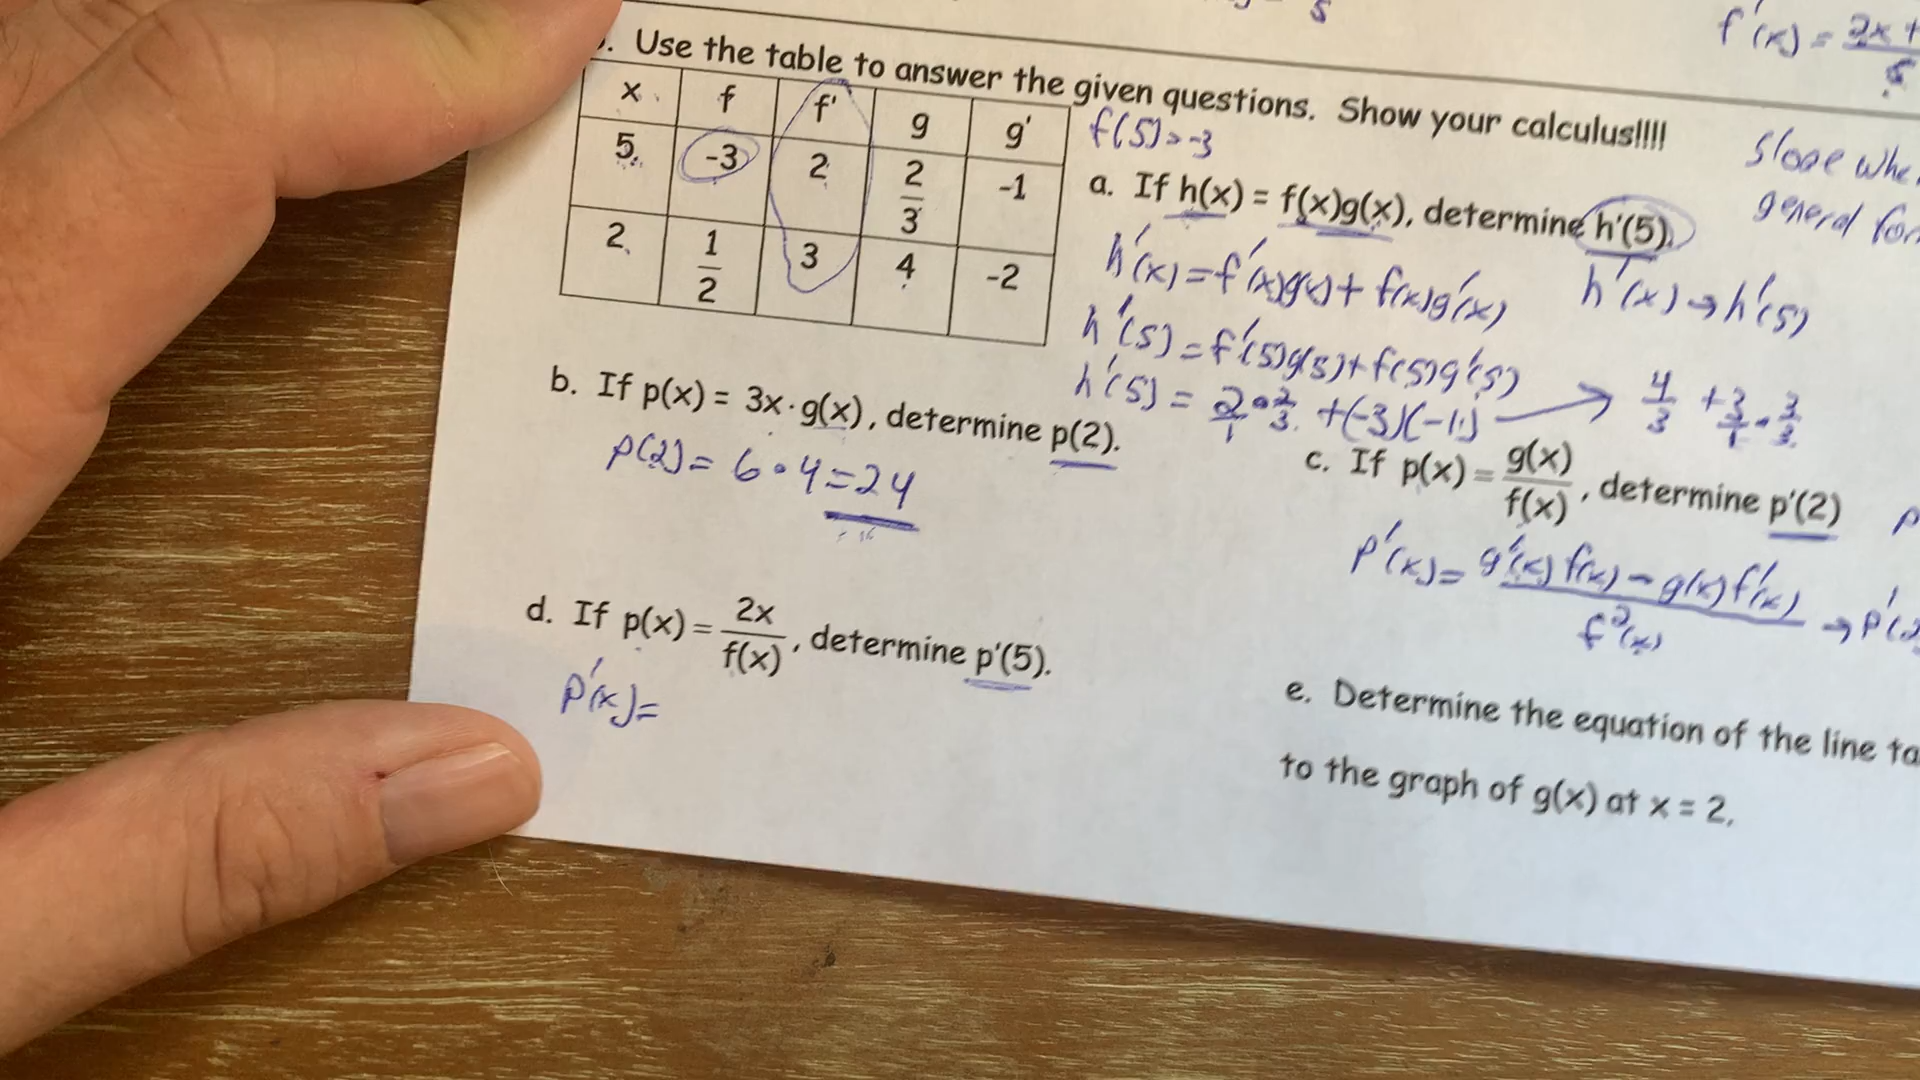 f'(x) = 2x +
5
Use the table to answer the given questions. Show your calculus!!!!
x f f' g g'
5 -3 2 2/3 -1
2 1/2 3 4 -2
f(5) = -3
general for
a. If h(x) = f(x)g(x), determine h'(5).
h'(x) = f'(x)g(x) + f(x)g'(x)
h'(x) → h'(5)
h'(5) = f'(5)g(5) + f(5)g'(5)
h'(5) = 2/1 • 2/3 + (-3)(-1) → 4/3 + 3/1 • 3/3
b. If p(x) = 3x·g(x), determine p(2).
p(2) = 6 • 4 = 24
c. If p(x) = g(x)/f(x), determine p'(2)
p'(x) = g'(x) f(x) - g(x) f'(x) / f²(x) →
d. If p(x) = 2x/f(x), determine p'(5).
p'(x) =
e. Determine the equation of the line
to the graph of g(x) at x = 2.